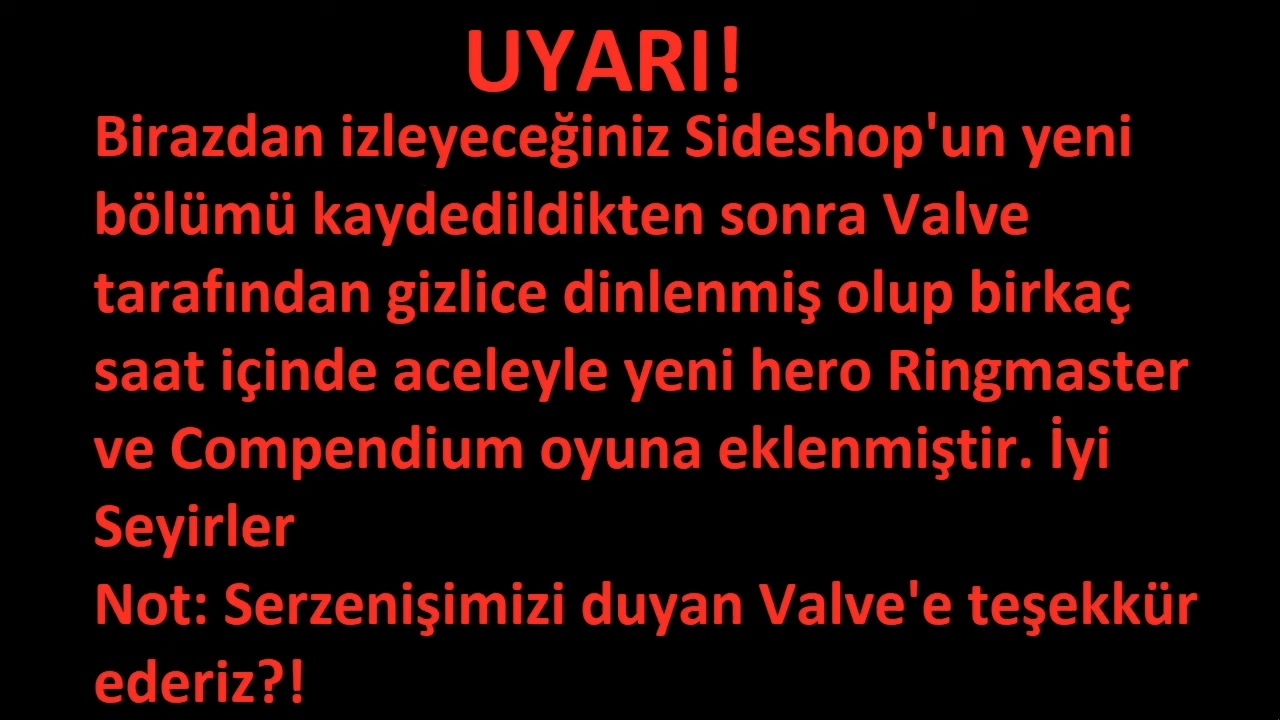 UYARI!
Birazdan izleyeceğiniz Sideshop'un yeni
bölümü kaydedildikten sonra Valve
tarafından gizlice dinlenmiş olup birkaç
saat içinde aceleyle yeni hero Ringmaster
ve Compendium oyuna eklenmiştir. İyi
Seyirler
Not: Serzenişimizi duyan Valve'e teşekkür
ederiz?!